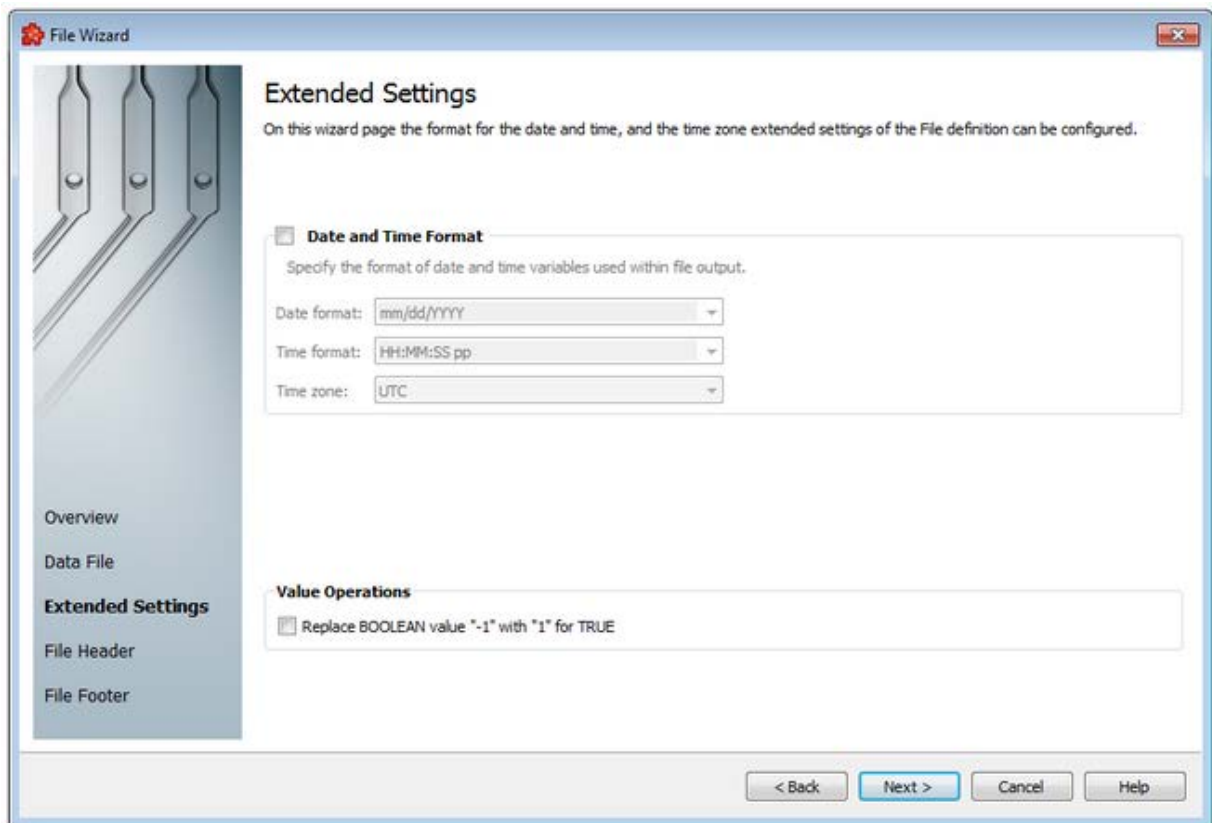 File Wizard
Extended Settings
On this wizard page the format for the date and time, and the time zone extended settings of the File definition can be configured.
Date and Time Format
Specify the format of date and time variables used within file output.
Date format: mm/dd/YYYY
Time format: HH:MM:SS pp
Time zone: UTC
Overview
Data File
Extended Settings
File Header
File Footer
Value Operations
Replace BOOLEAN value "-1" with "1" for TRUE
< Back Next > Cancel Help